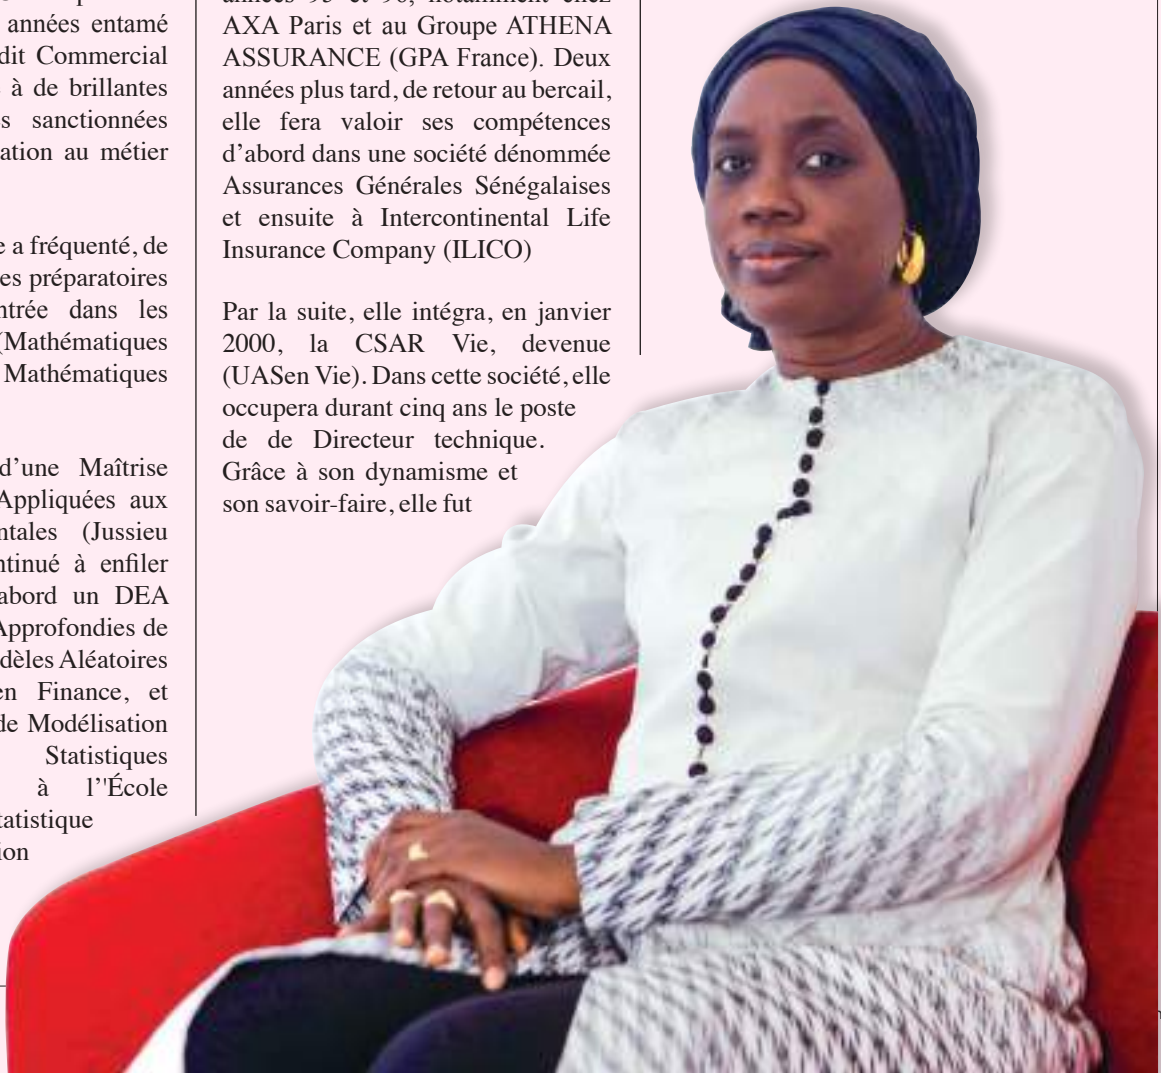 années entamé
dit Commercial
à de brillantes
s sanctionnées
ation au métier
e a fréquenté, de
es préparatoires
ntrée dans les
(Mathématiques
Mathématiques
d'une Maîtrise
Appliquées aux
ntales (Jussieu
ntinué à enfiler
abord un DEA
Approfondies de
dèles Aléatoires
en Finance, et
de Modélisation
Statistiques
à l''École
tatistique
ion
AXA Paris et au Groupe ATHENA
ASSURANCE (GPA France). Deux
années plus tard, de retour au bercail,
elle fera valoir ses compétences
d'abord dans une société dénommée
Assurances Générales Sénégalaises
et ensuite à Intercontinental Life
Insurance Company (ILICO)
Par la suite, elle intégra, en janvier
2000, la CSAR Vie, devenue
(UASen Vie). Dans cette société, elle
occupera durant cinq ans le poste
de de Directeur technique.
Grâce à son dynamisme et
son savoir-faire, elle fut